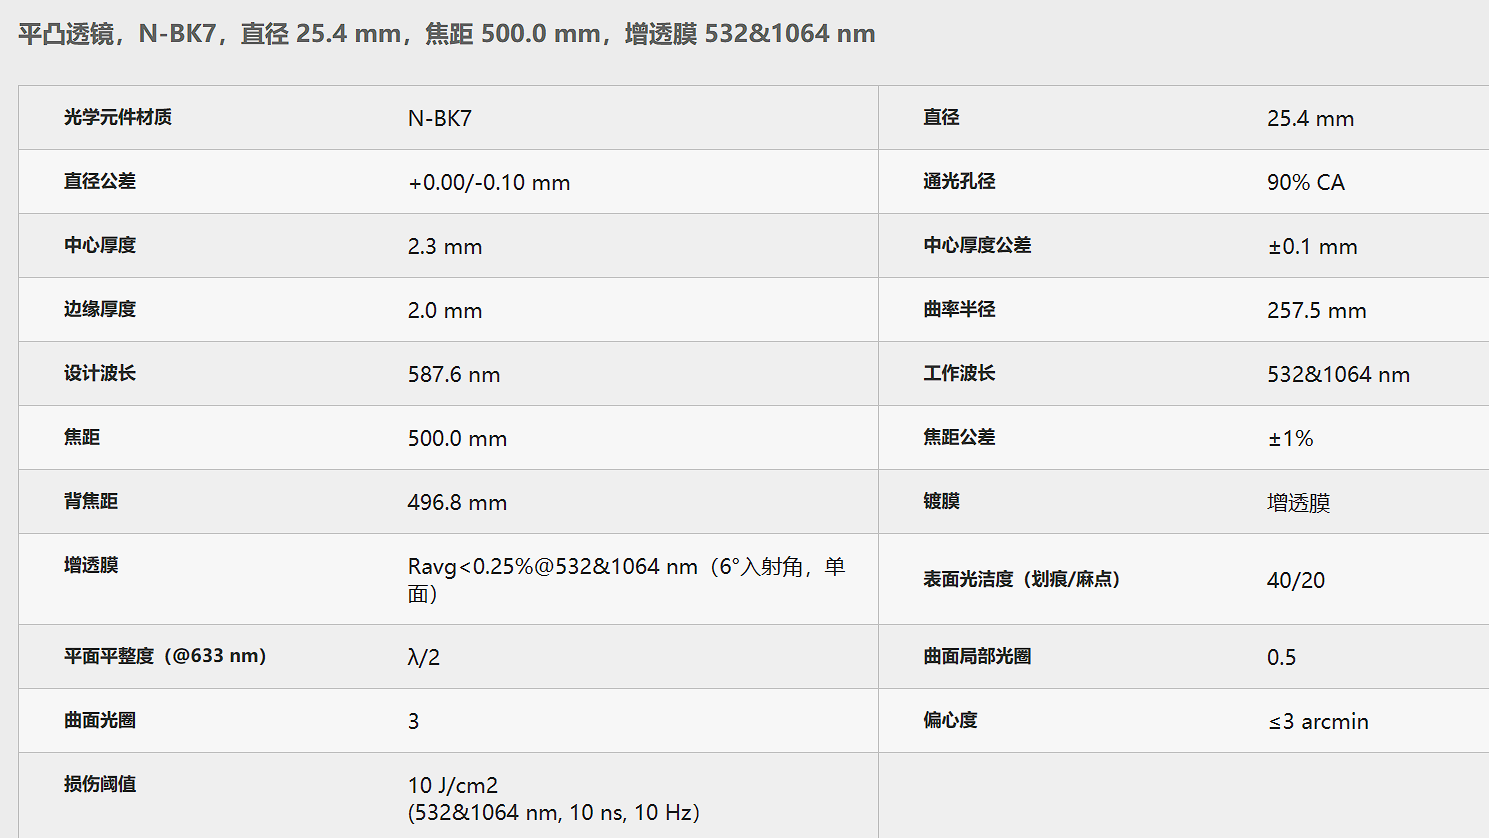 平凸透镜，N-BK7，直径 25.4 mm，焦距 500.0 mm，增透膜 532&1064 nm
光学元件材质 N-BK7 直径 25.4 mm
直径公差 +0.00/-0.10 mm 通光孔径 90% CA
中心厚度 2.3 mm 中心厚度公差 ±0.1 mm
边缘厚度 2.0 mm 曲率半径 257.5 mm
设计波长 587.6 nm 工作波长 532&1064 nm
焦距 500.0 mm 焦距公差 ±1%
背焦距 496.8 mm 镀膜 增透膜
增透膜 Ravg<0.25%@532&1064 nm（6°入射角，单
面） 表面光洁度（划痕/麻点） 40/20
平面平整度（@633 nm） λ/2 曲面局部光圈 0.5
曲面光圈 3 偏心度 ≤3 arcmin
损伤阈值 10 J/cm2
(532&1064 nm, 10 ns, 10 Hz)